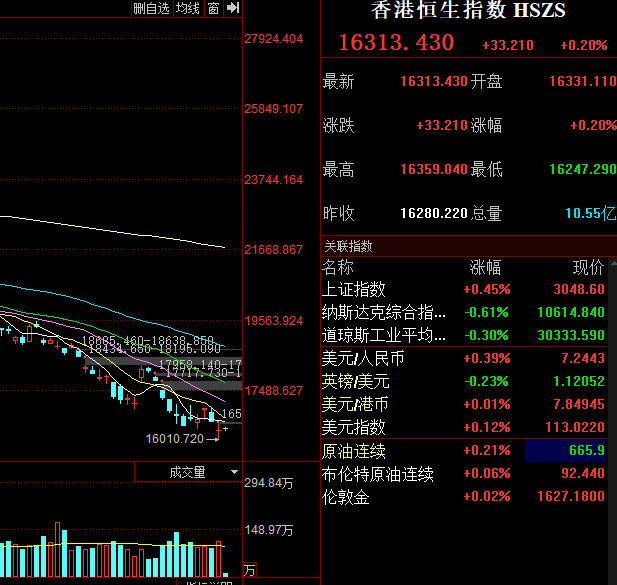 删自选 均线 窗
27924.404
25849.107
23744.164
21668.867
19563.924
17488.627
18685.460-18638.850
18434.660-18195.090
17958.140-17
17717.730-1
165
16010.720
成交量
294.84万
148.97万
万
香港恒生指数 HSZS
16313.430 +33.210 +0.20%
最新 16313.430 开盘 16331.110
涨跌 +33.210 涨幅 +0.20%
最高 16359.040 最低 16247.290
昨收 16280.220 总量 10.55亿
关联指数
名称 涨幅 现价
上证指数 +0.45% 3048.60
纳斯达克综合指... -0.61% 10614.840
道琼斯工业平均... -0.30% 30333.590
美元/人民币 +0.39% 7.2443
英镑/美元 -0.23% 1.12052
美元/港币 +0.01% 7.84945
美元指数 +0.12% 113.0220
原油连续 +0.21% 665.9
布伦特原油连续 +0.06% 92.440
伦敦金 +0.02% 1627.1800